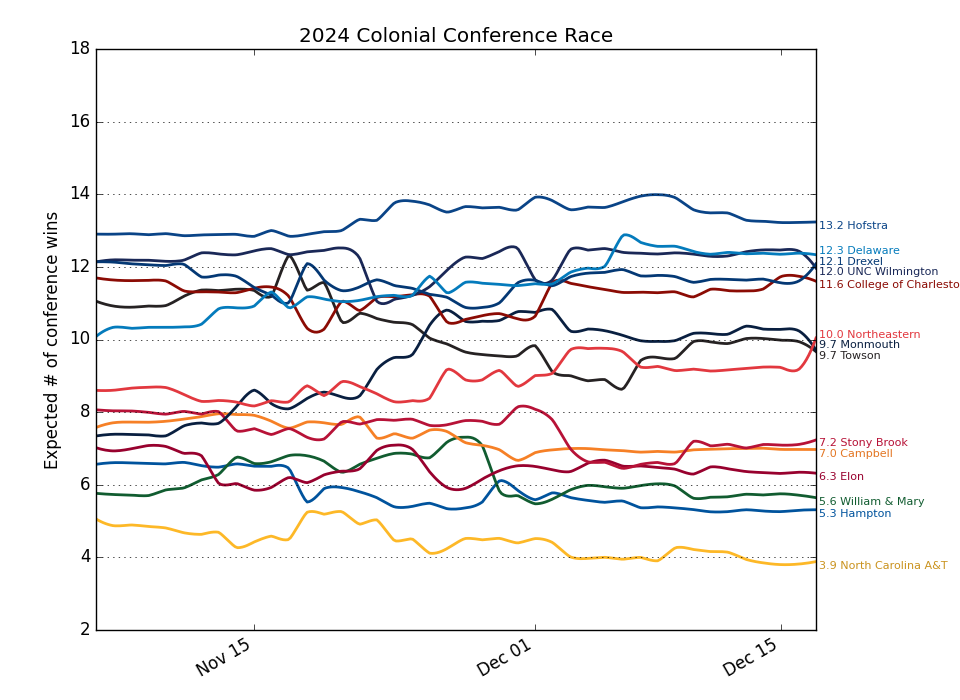 2024 Colonial Conference Race
Expected # of conference wins
18
16
14
12
10
8
6
4
2
Nov 15
Dec 01
Dec 15
13.2 Hofstra
12.3 Delaware
12.1 Drexel
12.0 UNC Wilmington
11.6 College of Charlesto
10.0 Northeastern
9.7 Monmouth
9.7 Towson
7.2 Stony Brook
7.0 Campbell
6.3 Elon
5.6 William & Mary
5.3 Hampton
3.9 North Carolina A&T